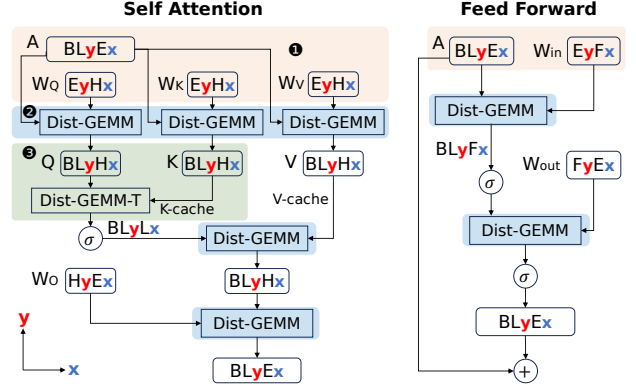 Self Attention
A
BLyEx
❶
WQ
EyHx
WK
EyHx
WV
EyHx
❷
Dist-GEMM
Dist-GEMM
Dist-GEMM
❸
Q
BLyHx
K
BLyHx
V
BLyHx
Dist-GEMM-T
K-cache
V-cache
σ
BLyLx
Dist-GEMM
WO
HyEx
BLyHx
Dist-GEMM
BLyEx
y
x
Feed Forward
A
BLyEx
Win
EyFx
Dist-GEMM
BLyFx
Wout
FyEx
σ
Dist-GEMM
σ
BLyEx
+